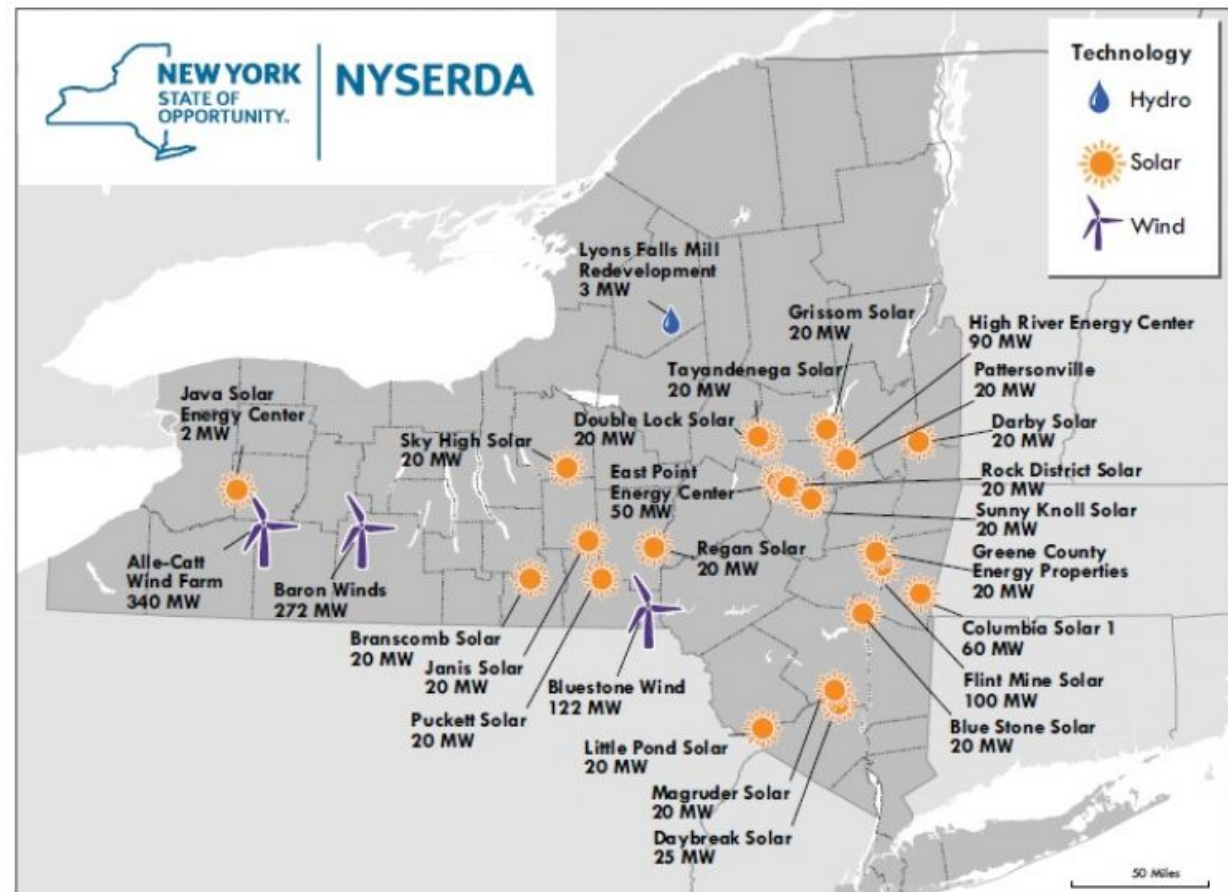 NEW YORK
STATE OF
OPPORTUNITY.
NYSERDA
Technology
Hydro
Solar
Wind
Lyons Falls Mill
Redevelopment
3 MW
Grissom Solar
20 MW
High River Energy Center
90 MW
Tayandenega Solar
20 MW
Pattersonville
20 MW
Java Solar
Energy Center
2 MW
Double Lock Solar
20 MW
Darby Solar
20 MW
Sky High Solar
20 MW
East Point
Energy Center
50 MW
Rock District Solar
20 MW
Sunny Knoll Solar
20 MW
Regan Solar
20 MW
Greene County
Energy Properties
20 MW
Alle-Catt
Wind Farm
340 MW
Baron Winds
272 MW
Branscomb Solar
20 MW
Janis Solar
20 MW
Puckett Solar
20 MW
Bluestone Wind
122 MW
Columbia Solar 1
60 MW
Flint Mine Solar
100 MW
Blue Stone Solar
20 MW
Little Pond Solar
20 MW
Magruder Solar
20 MW
Daybreak Solar
25 MW
50 Miles